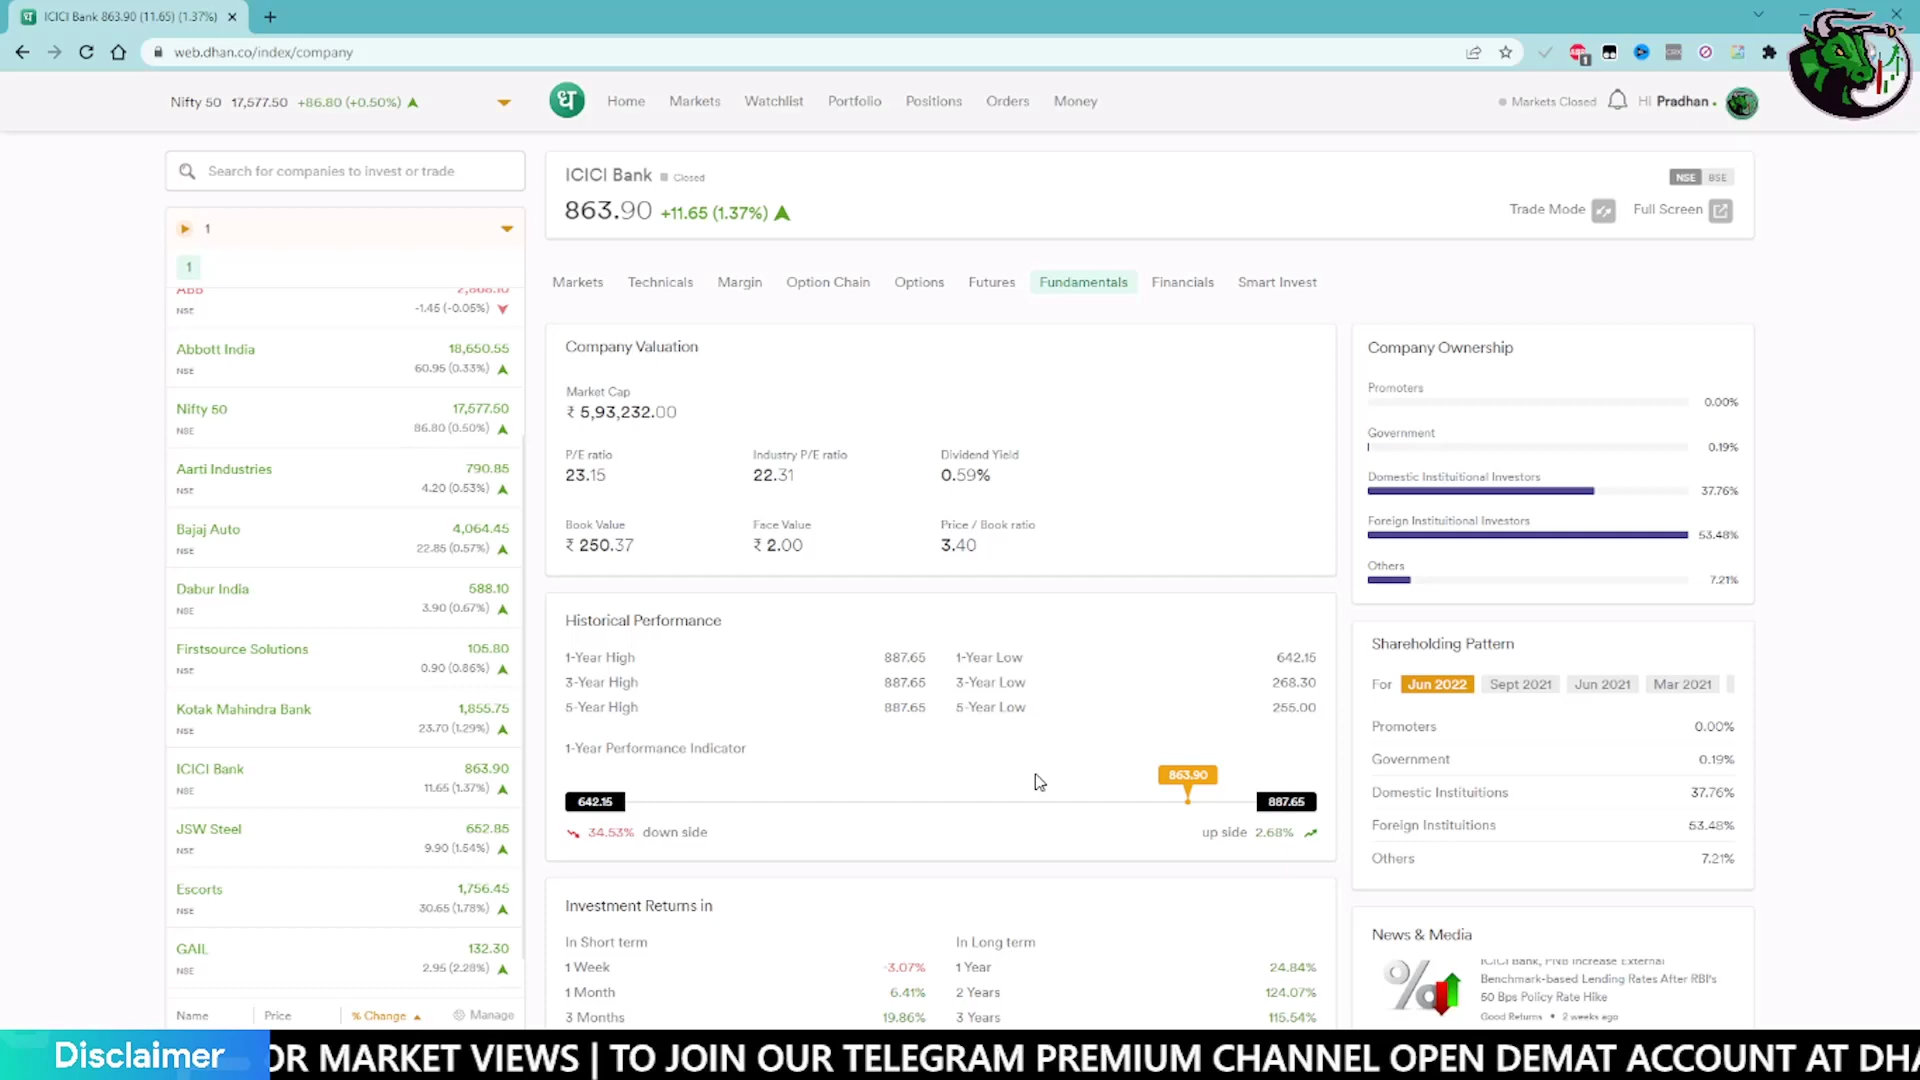 ICICI Bank 863.90 (11.65) (1.37%)
web.dhan.co/index/company
Nifty 50 17,577.50 +86.80 (+0.50%)
ध
Home Markets Watchlist Portfolio Positions Orders Money
Markets Closed
Hi Pradhan
Search for companies to invest or trade
1
1
ABB 2,808.10
NSE -1.45 (-0.05%)
Abbott India 18,650.55
NSE 60.95 (0.33%)
Nifty 50 17,577.50
NSE 86.80 (0.50%)
Aarti Industries 790.85
NSE 4.20 (0.53%)
Bajaj Auto 4,064.45
NSE 22.85 (0.57%)
Dabur India 588.10
NSE 3.90 (0.67%)
Firstsource Solutions 105.80
NSE 0.90 (0.86%)
Kotak Mahindra Bank 1,855.75
NSE 23.70 (1.29%)
ICICI Bank 863.90
NSE 11.65 (1.37%)
JSW Steel 652.85
NSE 9.90 (1.54%)
Escorts 1,756.45
NSE 30.65 (1.78%)
GAIL 132.30
NSE 2.95 (2.28%)
Name Price % Change Manage
ICICI Bank Closed
NSE BSE
863.90 +11.65 (1.37%)
Trade Mode Full Screen
Markets Technicals Margin Option Chain Options Futures Fundamentals Financials Smart Invest
Company Valuation
Market Cap
₹ 5,93,232.00
P/E ratio Industry P/E ratio Dividend Yield
23.15 22.31 0.59%
Book Value Face Value Price / Book ratio
₹ 250.37 ₹ 2.00 3.40
Historical Performance
1-Year High 887.65 1-Year Low 642.15
3-Year High 887.65 3-Year Low 268.30
5-Year High 887.65 5-Year Low 255.00
1-Year Performance Indicator
863.90
642.15 887.65
34.53% down side up side 2.68%
Investment Returns in
In Short term In Long term
1 Week -3.07% 1 Year 24.84%
1 Month 6.41% 2 Years 124.07%
3 Months 19.86% 3 Years 115.54%
Company Ownership
Promoters
0.00%
Government
0.19%
Domestic Instituitional Investors
37.76%
Foreign Instituitional Investors
53.48%
Others
7.21%
Shareholding Pattern
For Jun 2022 Sept 2021 Jun 2021 Mar 2021
Promoters 0.00%
Government 0.19%
Domestic Instituitions 37.76%
Foreign Instituitions 53.48%
Others 7.21%
News & Media
ICICI Bank, PNB Increase External
Benchmark-based Lending Rates After RBI's
50 Bps Policy Rate Hike
Good Returns • 2 weeks ago
Disclaimer
OR MARKET VIEWS | TO JOIN OUR TELEGRAM PREMIUM CHANNEL OPEN DEMAT ACCOUNT AT DHA